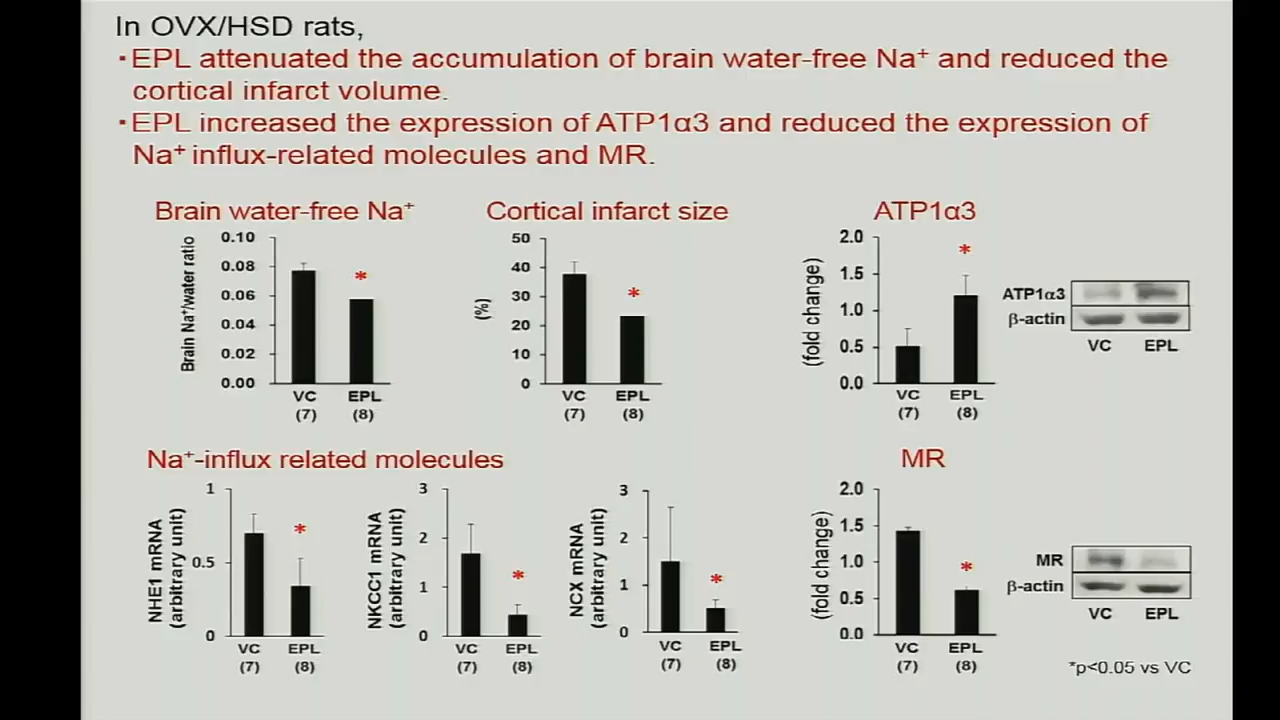 In OVX/HSD rats,
・EPL attenuated the accumulation of brain water-free Na⁺ and reduced the
cortical infarct volume.
・EPL increased the expression of ATP1α3 and reduced the expression of
Na⁺ influx-related molecules and MR.
Brain water-free Na⁺
Brain Na⁺/water ratio
0.10
0.08
0.06
0.04
0.02
0.00
*
VC EPL
(7) (8)
Cortical infarct size
(%)
50
40
30
20
10
0
*
VC EPL
(7) (8)
ATP1α3
(fold change)
2.0
1.5
1.0
0.5
0.0
*
VC EPL
(7) (8)
ATP1α3
β-actin
VC EPL
Na⁺-influx related molecules
NHE1 mRNA
(arbitrary unit)
1
0.5
0
*
VC EPL
(7) (8)
NKCC1 mRNA
(arbitrary unit)
3
2
1
0
*
VC EPL
(7) (8)
NCX mRNA
(arbitrary unit)
3
2
1
0
*
VC EPL
(7) (8)
MR
(fold change)
2.0
1.5
1.0
0.5
0.0
*
VC EPL
(7) (8)
MR
β-actin
VC EPL
*p<0.05 vs VC